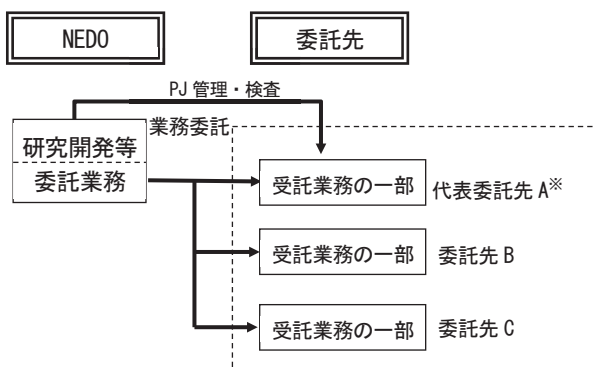 NEDO
委託先
PJ 管理・検査
業務委託
研究開発等
委託業務
受託業務の一部
代表委託先 A※
受託業務の一部
委託先 B
受託業務の一部
委託先 C